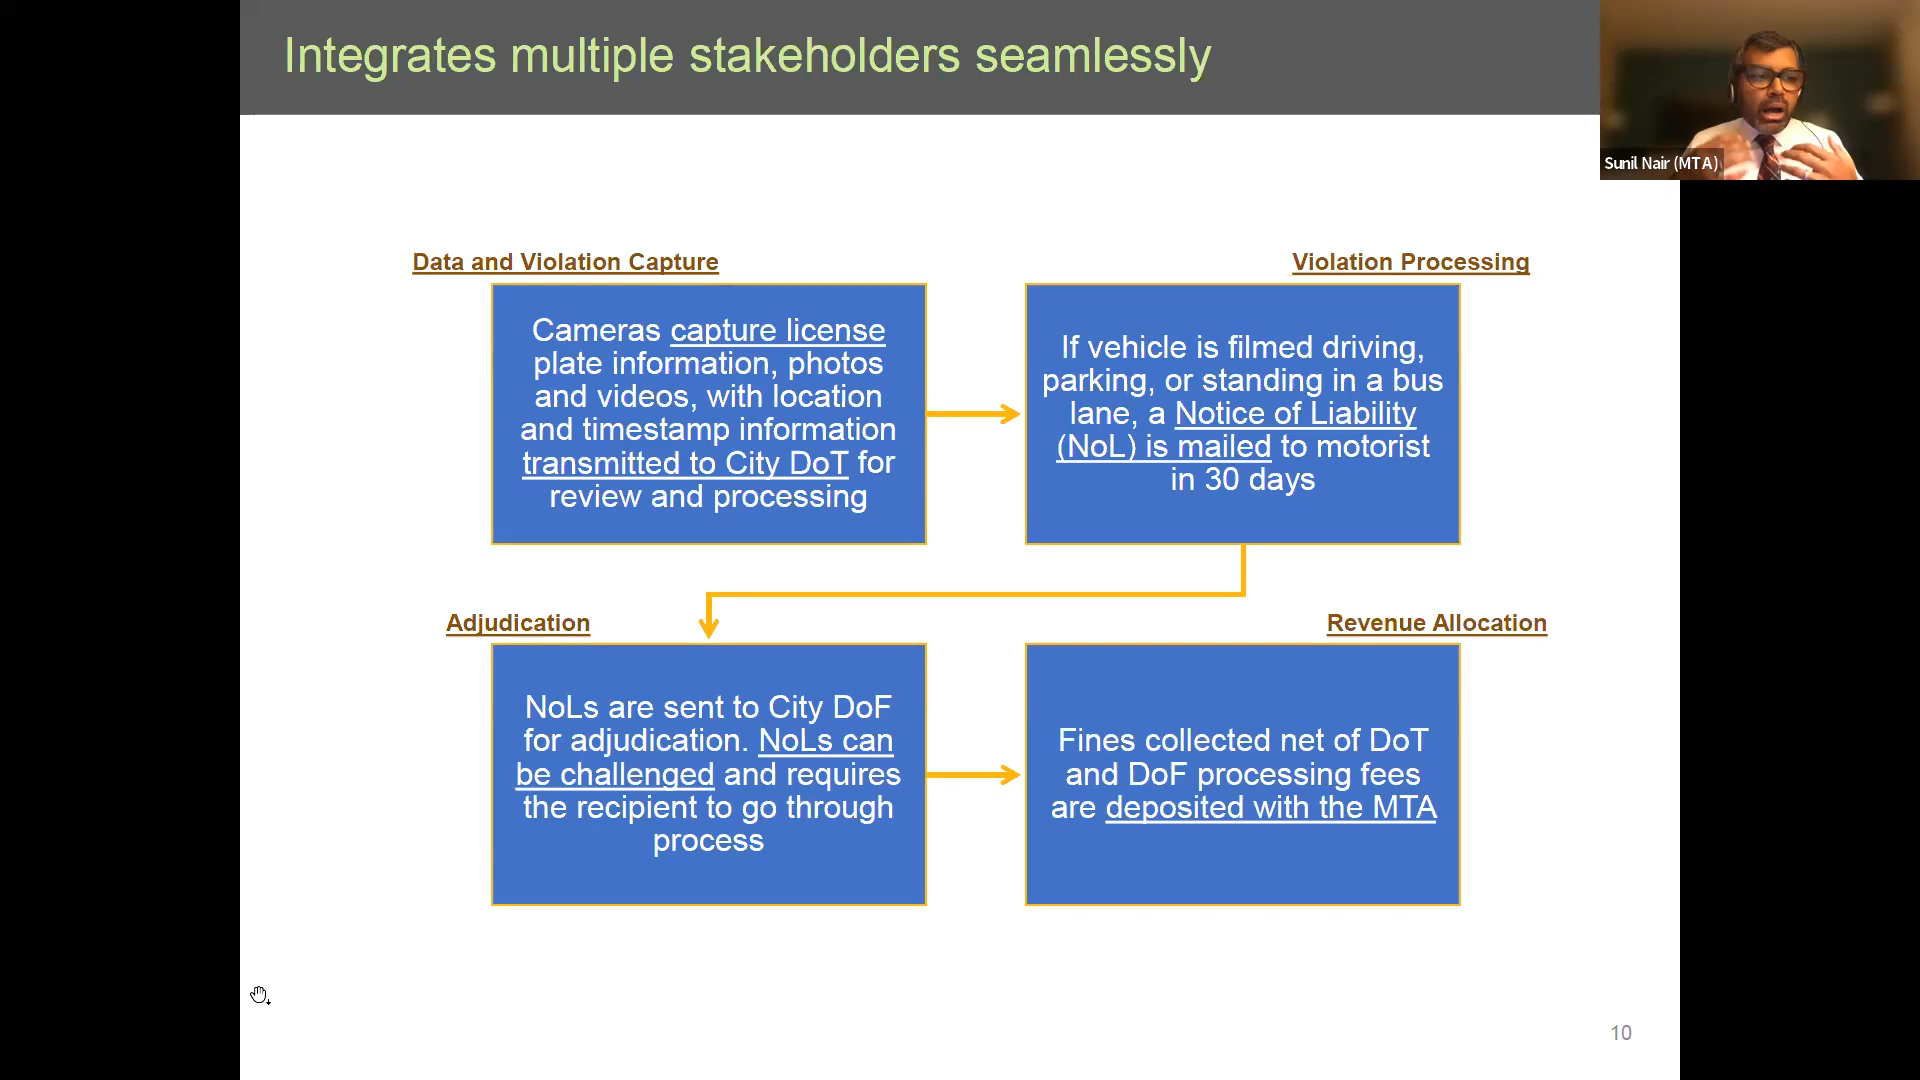 Integrates multiple stakeholders seamlessly
Sunil Nair (MTA)
Data and Violation Capture
Cameras capture license
plate information, photos
and videos, with location
and timestamp information
transmitted to City DoT for
review and processing
Violation Processing
If vehicle is filmed driving,
parking, or standing in a bus
lane, a Notice of Liability
(NoL) is mailed to motorist
in 30 days
Adjudication
NoLs are sent to City DoF
for adjudication. NoLs can
be challenged and requires
the recipient to go through
process
Revenue Allocation
Fines collected net of DoT
and DoF processing fees
are deposited with the MTA
10